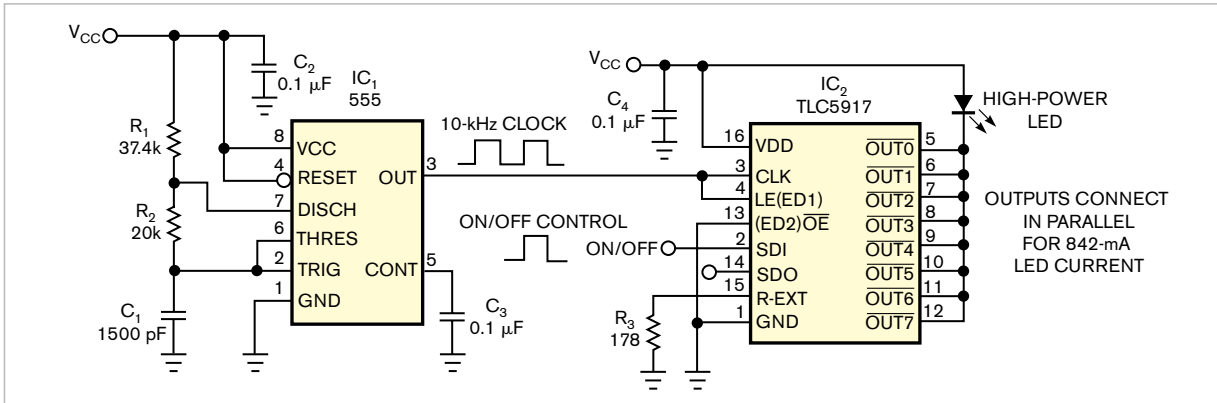 VCC
R1
37.4k
R2
20k
C1
1500 pF
C2
0.1 μF
IC1
555
8
VCC
4
RESET
7
DISCH
6
THRES
2
TRIG
1
GND
OUT
3
CONT
5
C3
0.1 μF
10-kHz CLOCK
ON/OFF CONTROL
ON/OFF
VCC
C4
0.1 μF
R3
178
IC2
TLC5917
16
VDD
3
CLK
4
LE(ED1)
13
(ED2)OE
2
SDI
14
SDO
15
R-EXT
1
GND
OUT0
5
OUT1
6
OUT2
7
OUT3
8
OUT4
9
OUT5
10
OUT6
11
OUT7
12
HIGH-POWER
LED
OUTPUTS CONNECT
IN PARALLEL
FOR 842-mA
LED CURRENT